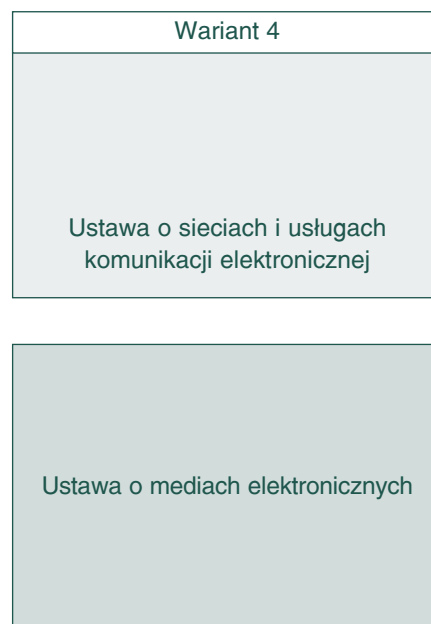 Wariant 4
Ustawa o sieciach i usługach
komunikacji elektronicznej
Ustawa o mediach elektronicznych